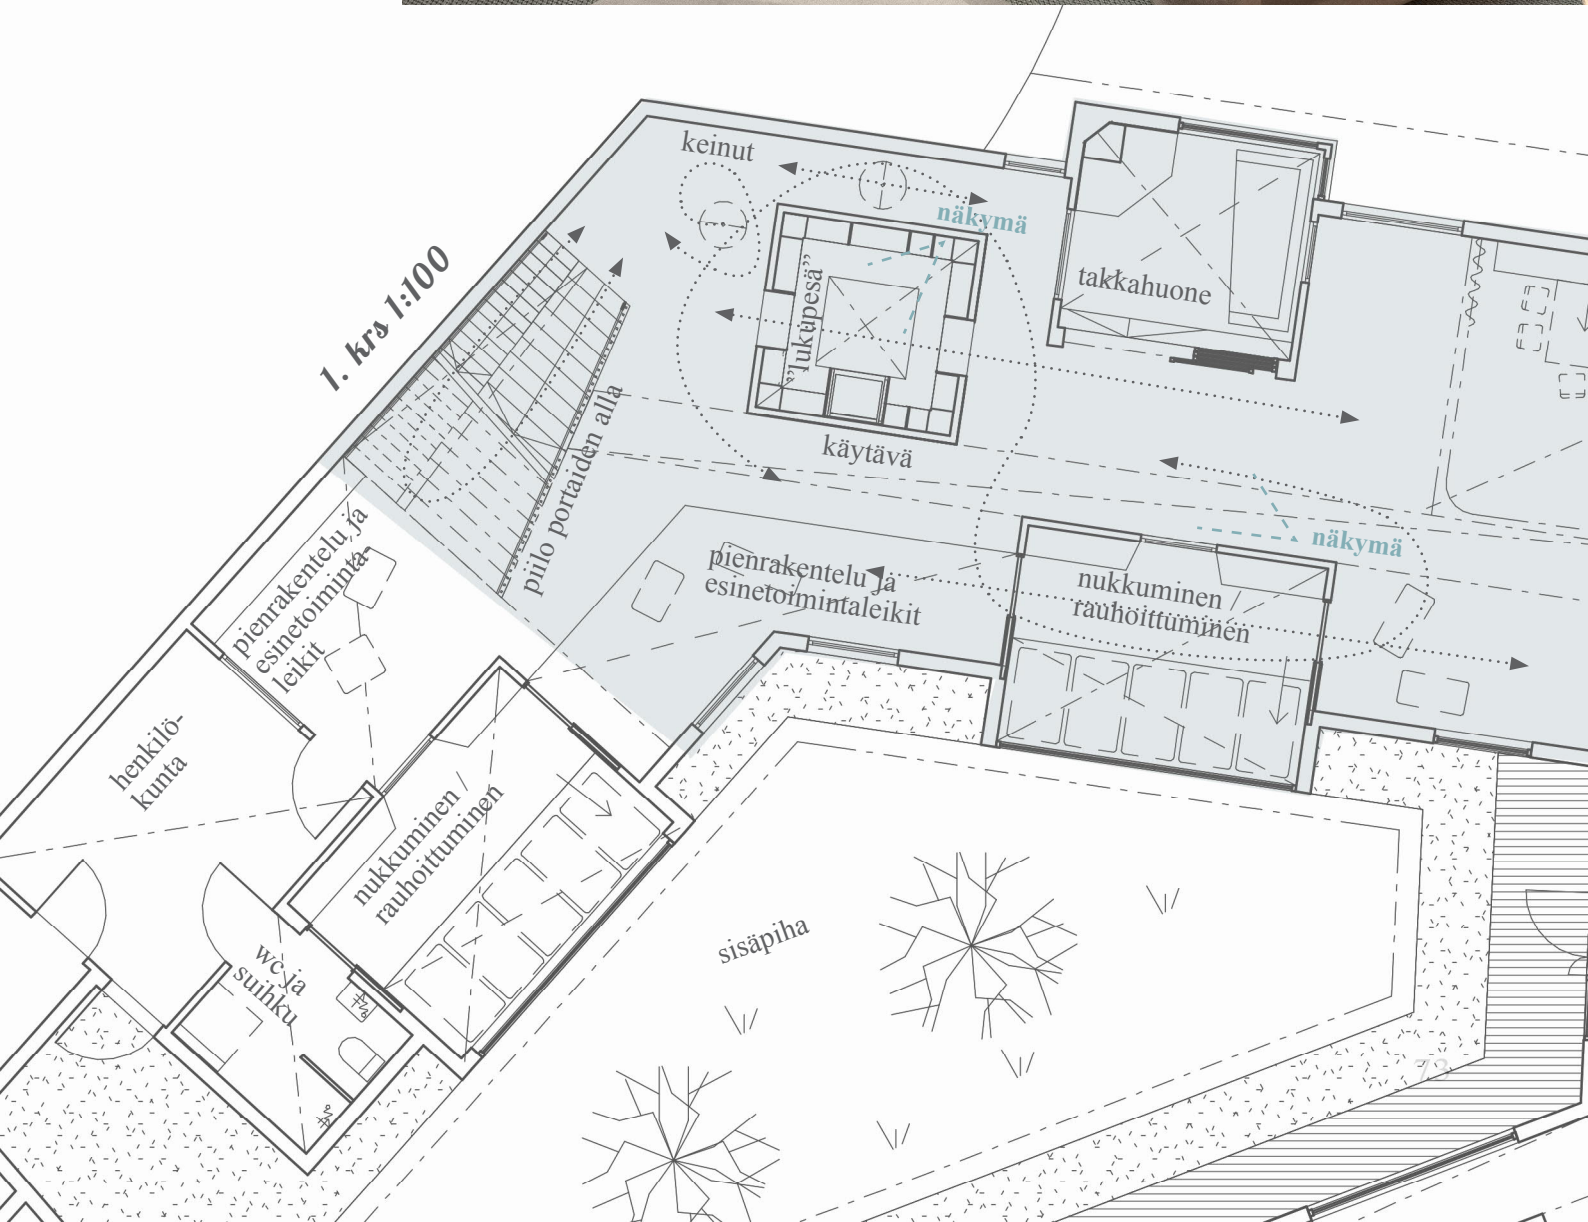 keinut
näkymä
1. krs 1:100
"lukupesä"
takkahuone
piilo portaiden alla
käytävä
näkymä
pienrakentelu ja
esinetoiminta-
leikit
pienrakentelu ja
esinetoimintaleikit
nukkuminen
rauhoittuminen
henkilö-
kunta
nukkuminen
rauhoittuminen
sisäpiha
wc ja
suihku
73